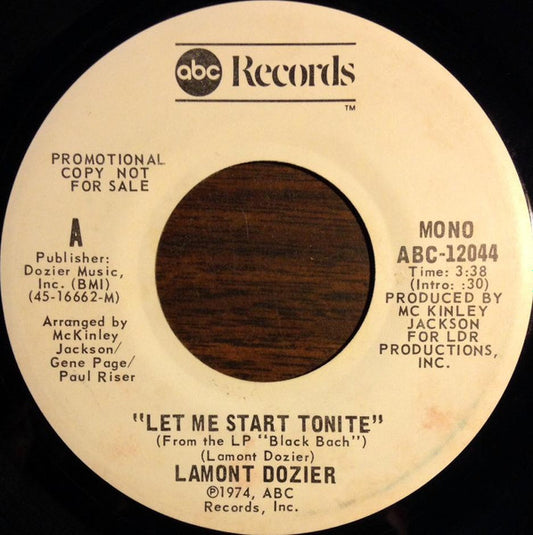 abc Records
TM
PROMOTIONAL
COPY NOT
FOR SALE
A
Publisher:
Dozier Music,
Inc. (BMI)
(45-16662-M)
Arranged by
McKinley
Jackson/
Gene Page/
Paul Riser
MONO
ABC-12044
Time: 3:38
(Intro: :30)
PRODUCED BY
MC KINLEY
JACKSON
FOR LDR
PRODUCTIONS,
INC.
"LET ME START TONITE"
(From the LP "Black Bach")
(Lamont Dozier)
LAMONT DOZIER
℗1974, ABC
Records, Inc.